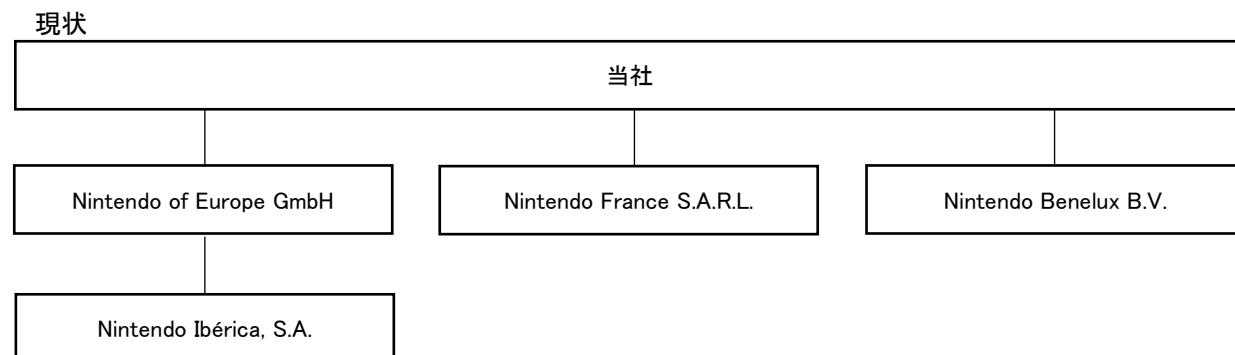 現状
当社
Nintendo of Europe GmbH
Nintendo France S.A.R.L.
Nintendo Benelux B.V.
Nintendo Ibérica, S.A.